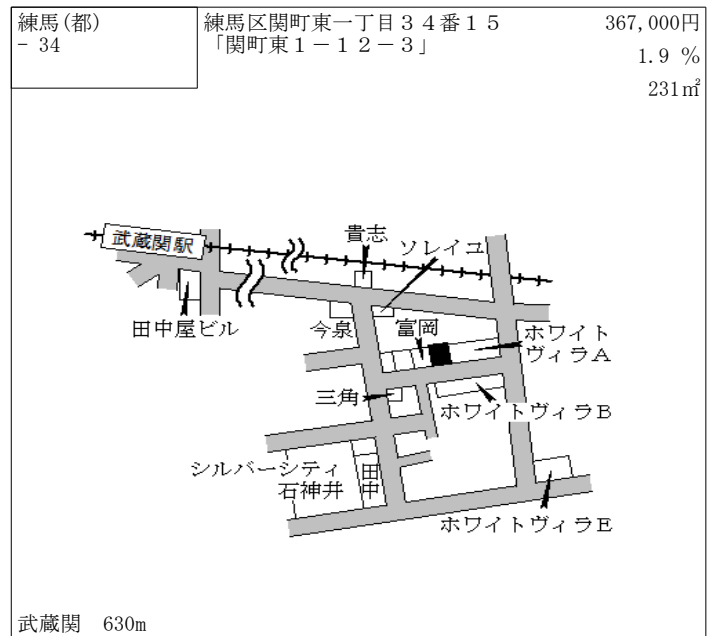 練馬(都)
- 34
練馬区関町東一丁目34番15
「関町東1-12-3」
367,000円
1.9 %
231㎡
武蔵関駅
貴志
ソレイユ
田中屋ビル
今泉
富岡
ホワイト
ヴィラA
三角
ホワイトヴィラB
シルバーシティ
石神井
田中
ホワイトヴィラE
武蔵関 630m